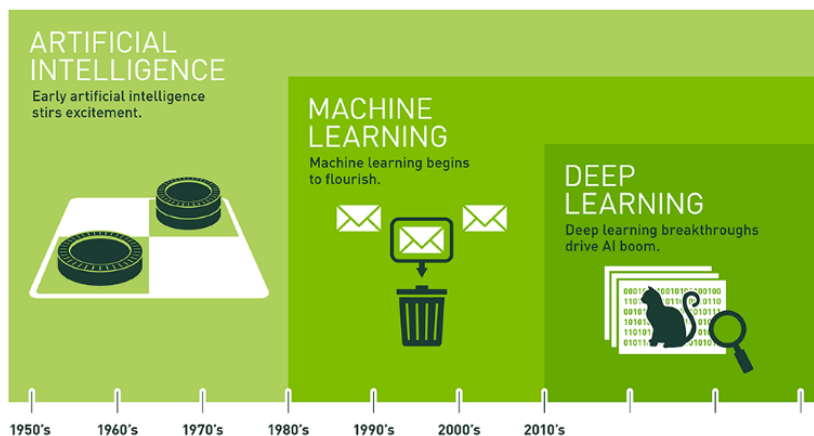 ARTIFICIAL
INTELLIGENCE
Early artificial intelligence
stirs excitement.
MACHINE
LEARNING
Machine learning begins
to flourish.
DEEP
LEARNING
Deep learning breakthroughs
drive AI boom.
1950's
1960's
1970's
1980's
1990's
2000's
2010's